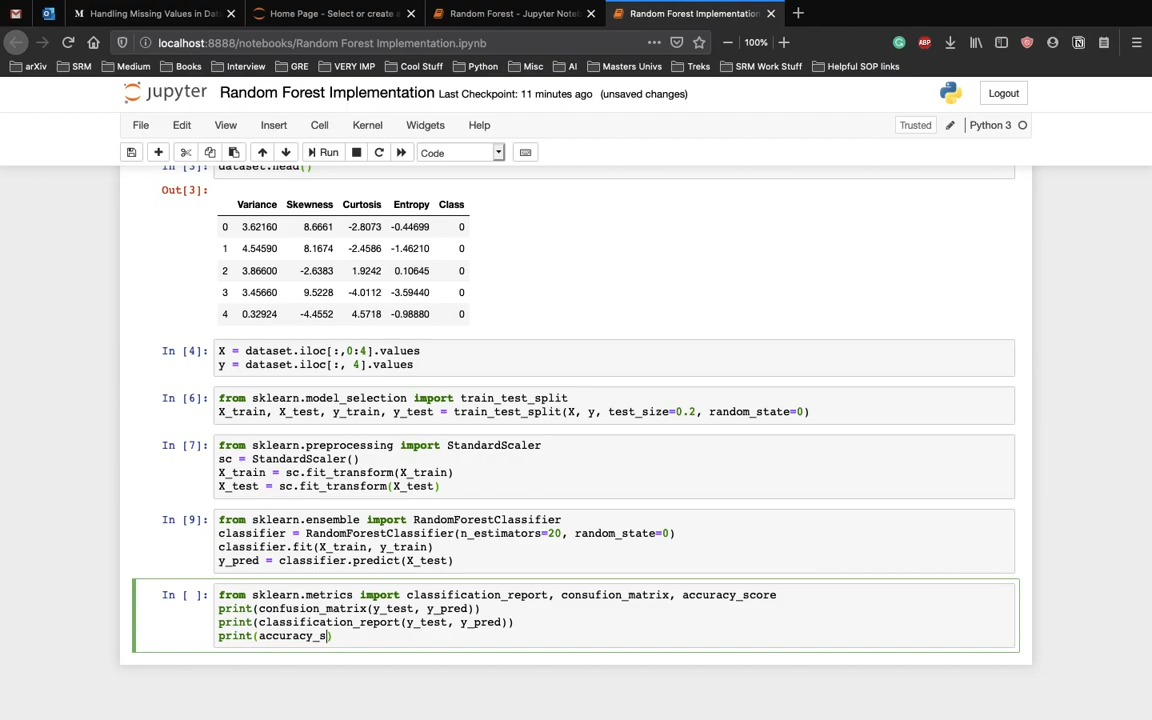 Handling Missing Values in Dat
Home Page - Select or create a
Random Forest - Jupyter Noteb
Random Forest Implementation
localhost:8888/notebooks/Random Forest Implementation.ipynb
100%
ABP
arXiv SRM Medium Books Interview GRE VERY IMP Cool Stuff Python Misc AI Masters Univs Treks SRM Work Stuff Helpful SOP links
jupyter Random Forest Implementation Last Checkpoint: 11 minutes ago (unsaved changes) Logout
File Edit View Insert Cell Kernel Widgets Help Trusted Python 3
Run Code
In [3]: dataset.head()
Out[3]:
Variance Skewness Curtosis Entropy Class
0 3.62160 8.6661 -2.8073 -0.44699 0
1 4.54590 8.1674 -2.4586 -1.46210 0
2 3.86600 -2.6383 1.9242 0.10645 0
3 3.45660 9.5228 -4.0112 -3.59440 0
4 0.32924 -4.4552 4.5718 -0.98880 0
In [4]: X = dataset.iloc[:,0:4].values
y = dataset.iloc[:, 4].values
In [6]: from sklearn.model_selection import train_test_split
X_train, X_test, y_train, y_test = train_test_split(X, y, test_size=0.2, random_state=0)
In [7]: from sklearn.preprocessing import StandardScaler
sc = StandardScaler()
X_train = sc.fit_transform(X_train)
X_test = sc.fit_transform(X_test)
In [9]: from sklearn.ensemble import RandomForestClassifier
classifier = RandomForestClassifier(n_estimators=20, random_state=0)
classifier.fit(X_train, y_train)
y_pred = classifier.predict(X_test)
In [ ]: from sklearn.metrics import classification_report, consufion_matrix, accuracy_score
print(confusion_matrix(y_test, y_pred))
print(classification_report(y_test, y_pred))
print(accuracy_s)